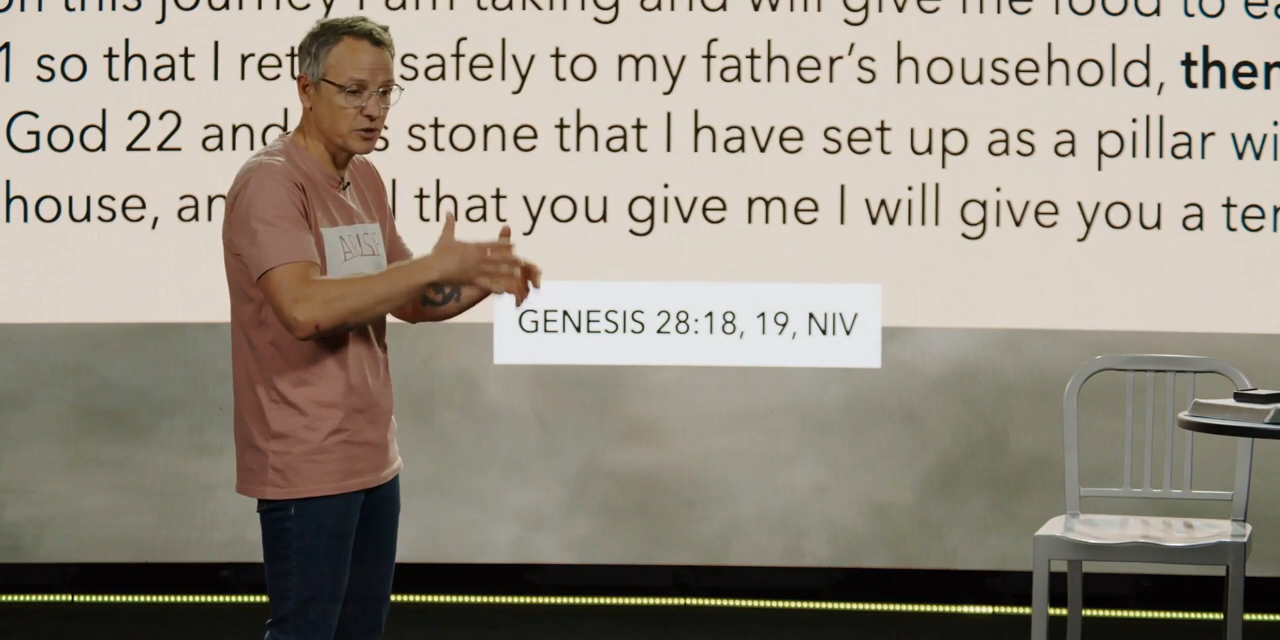 on this journey I am taking and will give me food to ea
1 so that I ret safely to my father's household, then
God 22 and s stone that I have set up as a pillar wi
house, an l that you give me I will give you a ten
GENESIS 28:18, 19, NIV